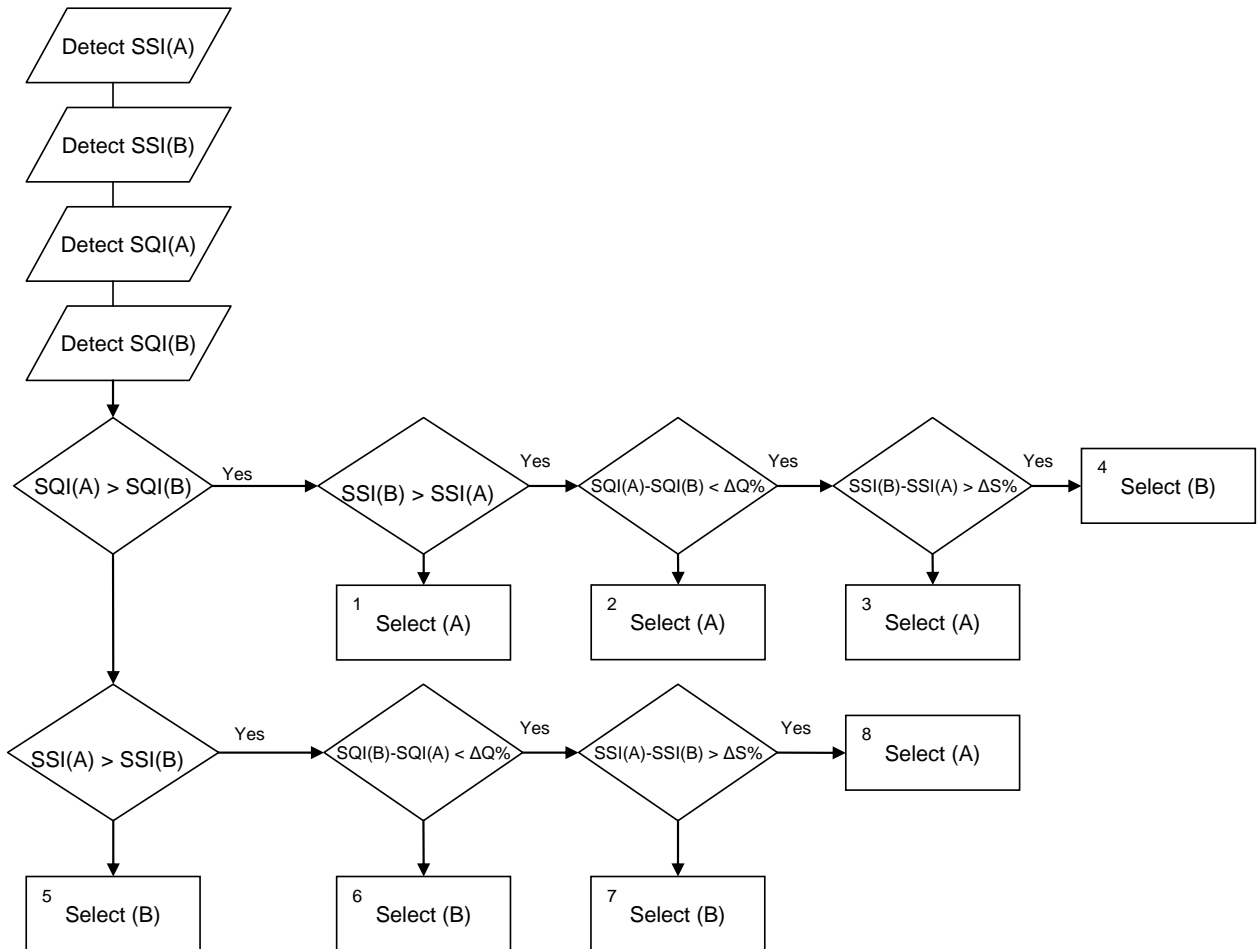 Detect SSI(A)
Detect SSI(B)
Detect SQI(A)
Detect SQI(B)
SQI(A) > SQI(B)
Yes
SSI(B) > SSI(A)
Yes
SQI(A)-SQI(B) < ΔQ%
Yes
SSI(B)-SSI(A) > ΔS%
Yes
4
Select (B)
1
Select (A)
2
Select (A)
3
Select (A)
SSI(A) > SSI(B)
Yes
SQI(B)-SQI(A) < ΔQ%
Yes
SSI(A)-SSI(B) > ΔS%
Yes
8
Select (A)
5
Select (B)
6
Select (B)
7
Select (B)